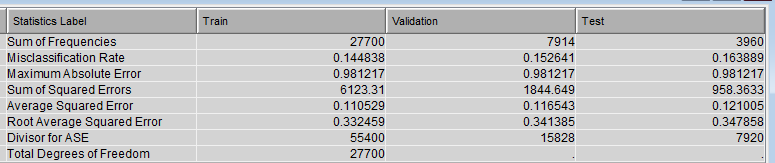 Statistics Label Train Validation Test
Sum of Frequencies 27700 7914 3960
Misclassification Rate 0.144838 0.152641 0.163889
Maximum Absolute Error 0.981217 0.981217 0.981217
Sum of Squared Errors 6123.31 1844.649 958.3633
Average Squared Error 0.110529 0.116543 0.121005
Root Average Squared Error 0.332459 0.341385 0.347858
Divisor for ASE 55400 15828 7920
Total Degrees of Freedom 27700 . .